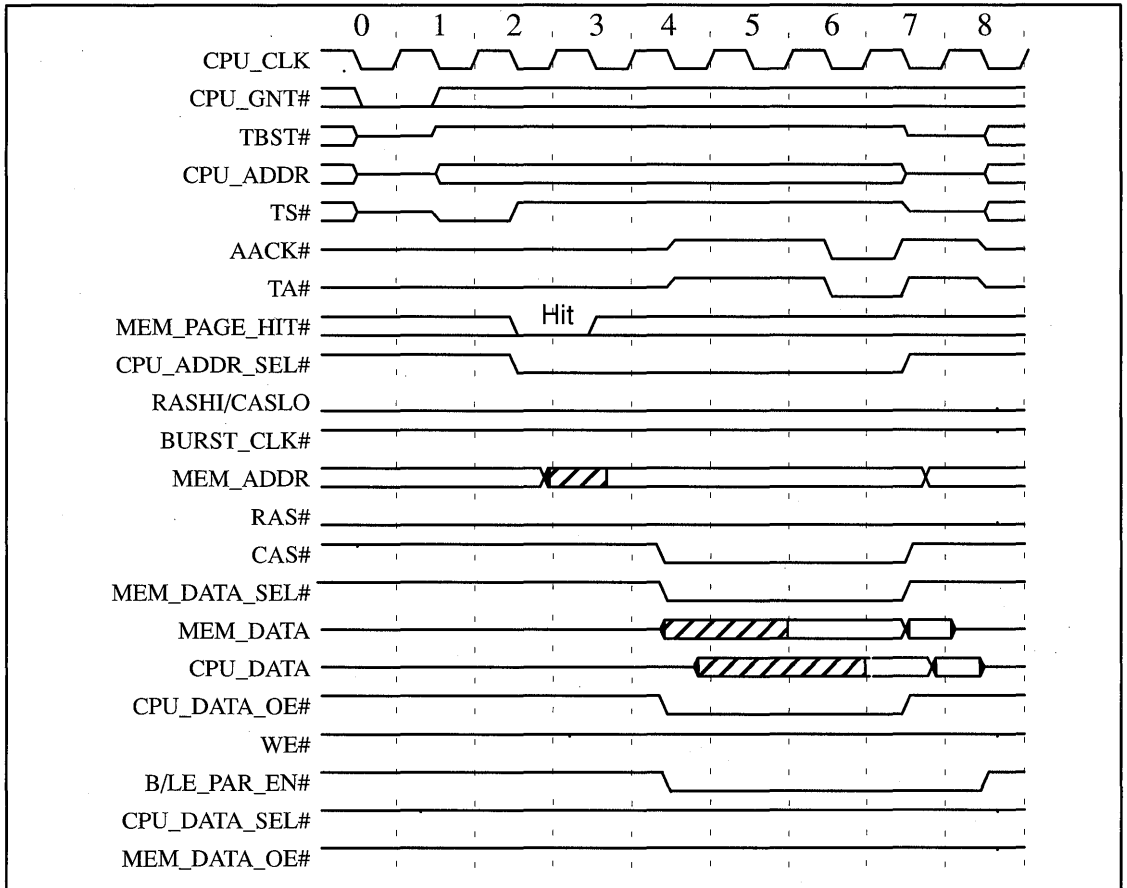 0 1 2 3 4 5 6 7 8
CPU_CLK
CPU_GNT#
TBST#
CPU_ADDR
TS#
AACK#
TA#
MEM_PAGE_HIT# Hit
CPU_ADDR_SEL#
RASHI/CASLO
BURST_CLK#
MEM_ADDR
RAS#
CAS#
MEM_DATA_SEL#
MEM_DATA
CPU_DATA
CPU_DATA_OE#
WE#
B/LE_PAR_EN#
CPU_DATA_SEL#
MEM_DATA_OE#